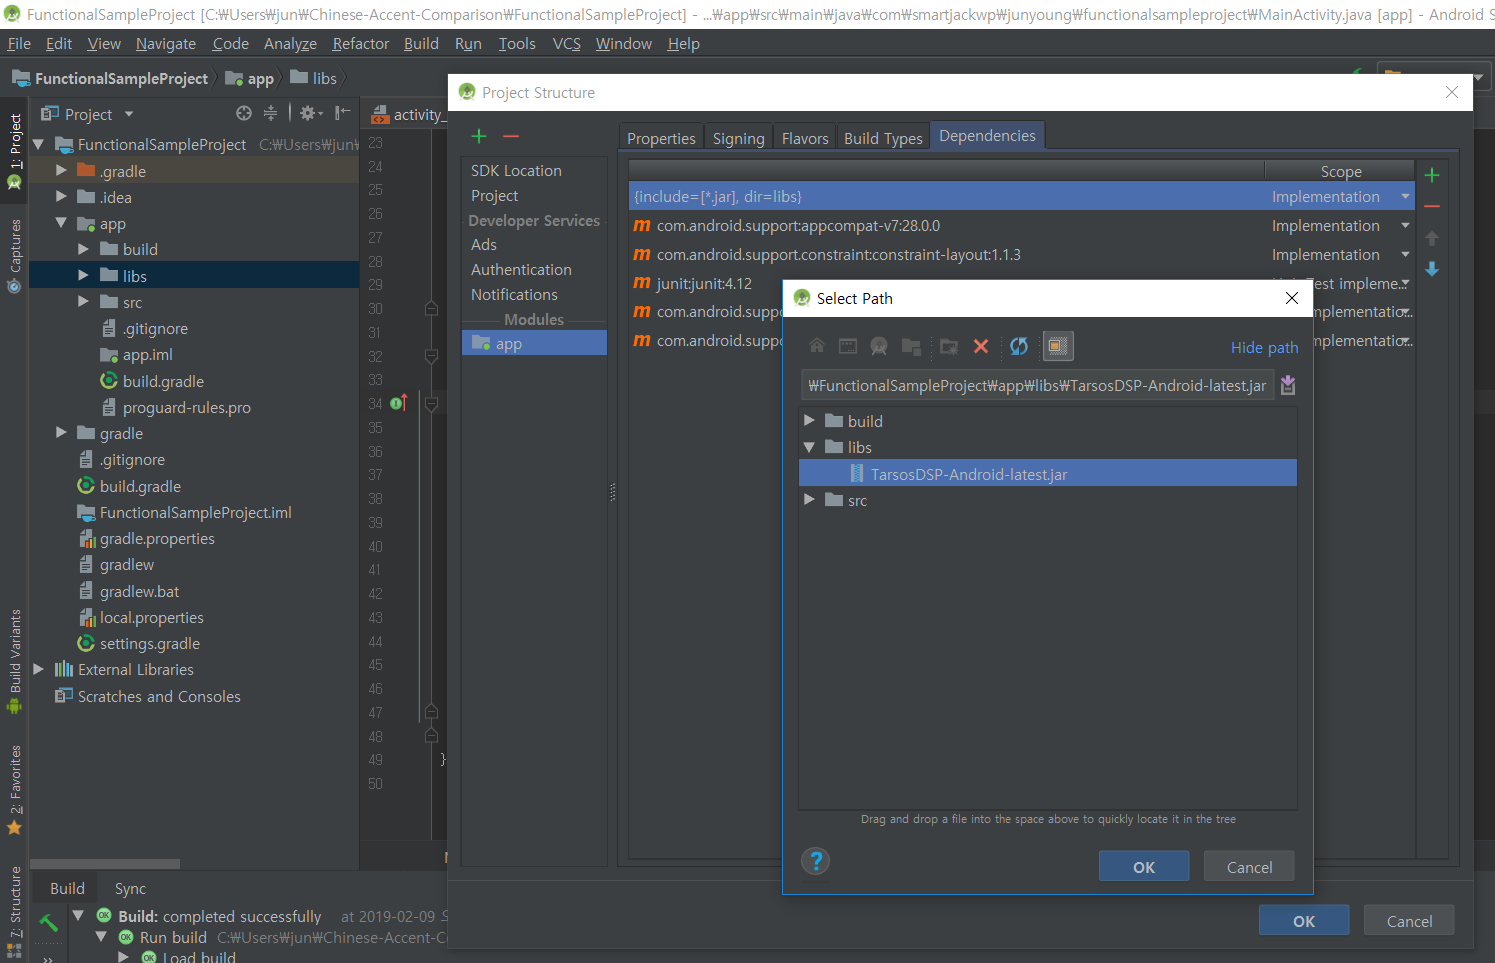 FunctionalSampleProject [C:₩Users₩jun₩Chinese-Accent-Comparison₩FunctionalSampleProject] - ...₩app₩src₩main₩java₩com₩smartjackwp₩junyoung₩functionalsampleproject₩MainActivity.java [app] - Android S
File Edit View Navigate Code Analyze Refactor Build Run Tools VCS Window Help
FunctionalSampleProject app libs
1: Project
Captures
Build Variants
2: Favorites
7: Structure
Project
FunctionalSampleProject C:₩Users₩jun₩
.gradle
.idea
app
build
libs
src
.gitignore
app.iml
build.gradle
proguard-rules.pro
gradle
.gitignore
build.gradle
FunctionalSampleProject.iml
gradle.properties
gradlew
gradlew.bat
local.properties
settings.gradle
External Libraries
Scratches and Consoles
activity_
23
24
25
26
27
28
29
30
31
32
33
34
35
36
37
38
39
40
41
42
43
44
45
46
47
48
49 }
50
Project Structure
SDK Location
Project
Developer Services
Ads
Authentication
Notifications
Modules
app
Properties Signing Flavors Build Types Dependencies
Scope
{include=[*.jar], dir=libs} Implementation
m com.android.support:appcompat-v7:28.0.0 Implementation
m com.android.support.constraint:constraint-layout:1.1.3 Implementation
m junit:junit:4.12 Test impleme...
m com.android.supp mplementatio...
m com.android.supp mplementatio...
Select Path
Hide path
₩FunctionalSampleProject₩app₩libs₩TarsosDSP-Android-latest.jar
build
libs
TarsosDSP-Android-latest.jar
src
Drag and drop a file into the space above to quickly locate it in the tree
?
OK Cancel
OK Cancel
Build Sync
OK Build: completed successfully at 2019-02-09
OK Run build C:₩Users₩jun₩Chinese-Accent-C
OK Load build